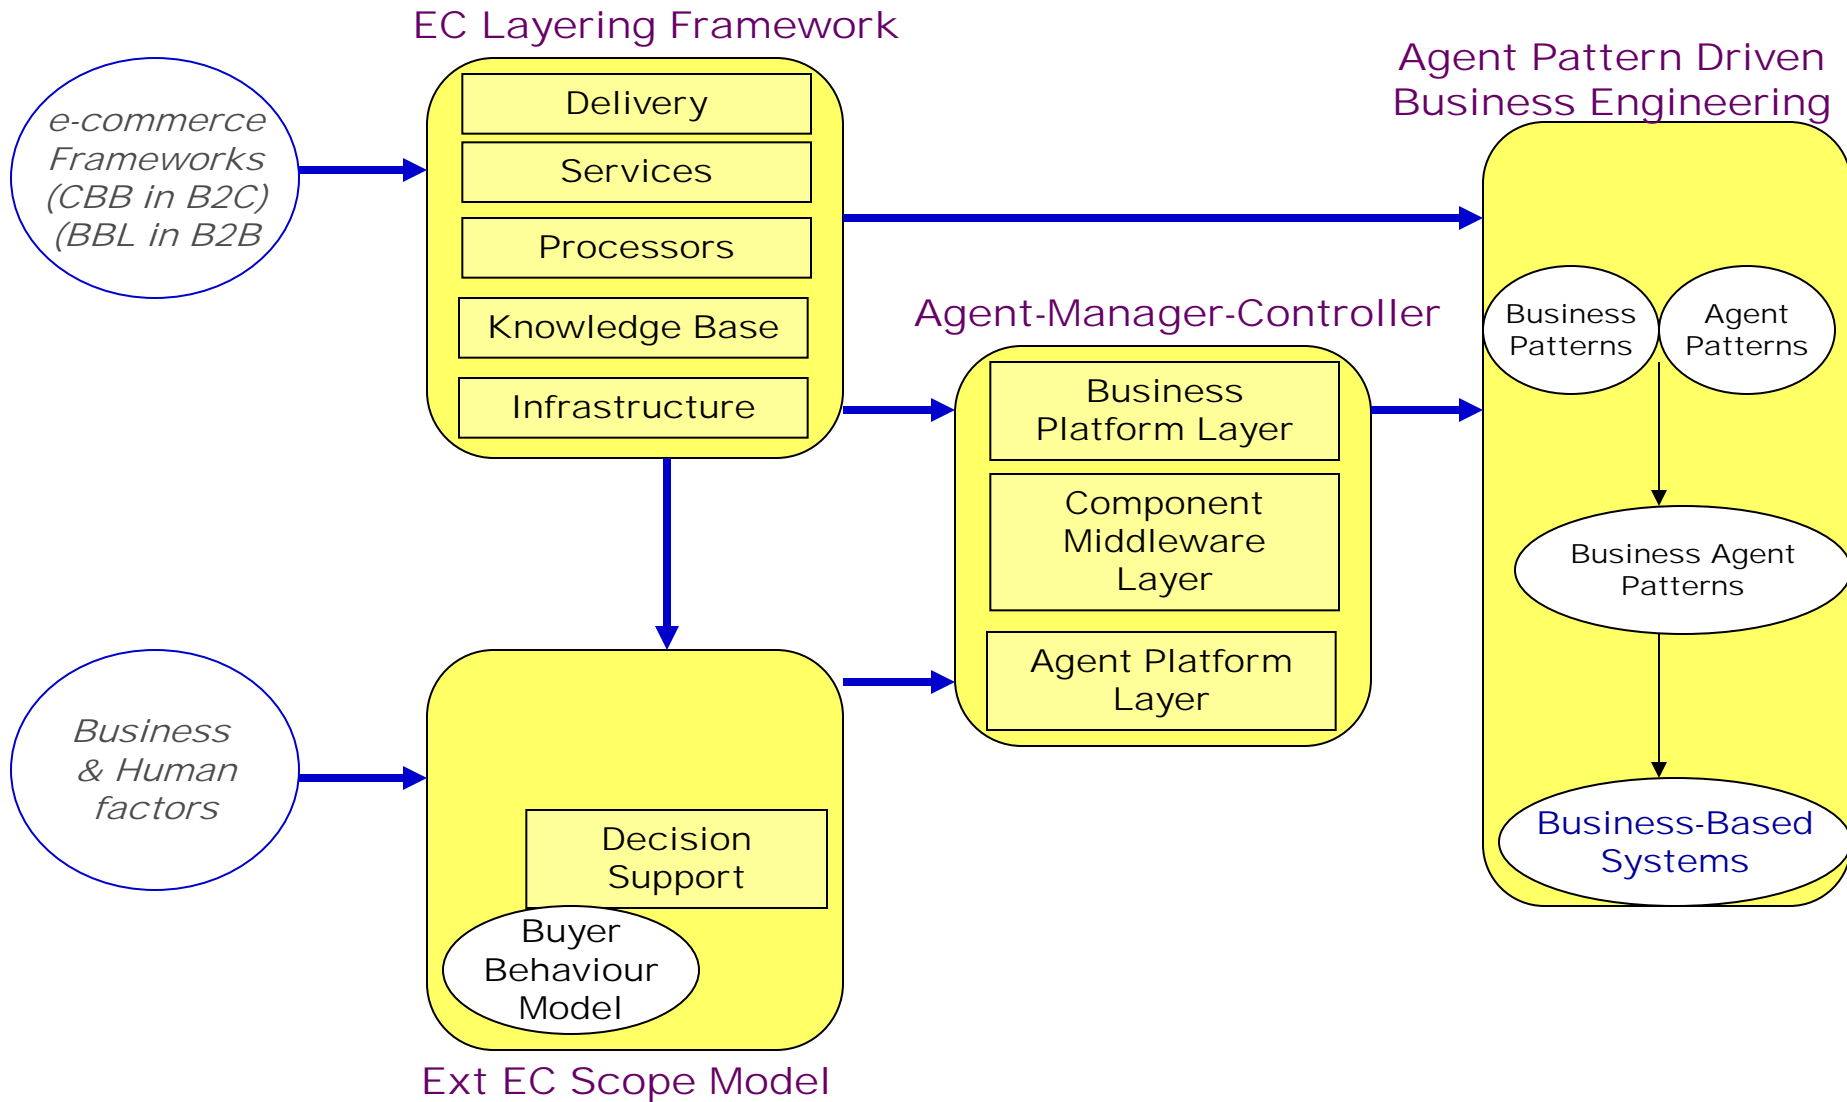 EC Layering Framework
e-commerce
Frameworks
(CBB in B2C)
(BBL in B2B
Delivery
Services
Processors
Knowledge Base
Infrastructure
Agent-Manager-Controller
Business
Platform Layer
Component
Middleware
Layer
Agent Platform
Layer
Agent Pattern Driven
Business Engineering
Business
Patterns
Agent
Patterns
Business Agent
Patterns
Business-Based
Systems
Business
& Human
factors
Decision
Support
Buyer
Behaviour
Model
Ext EC Scope Model